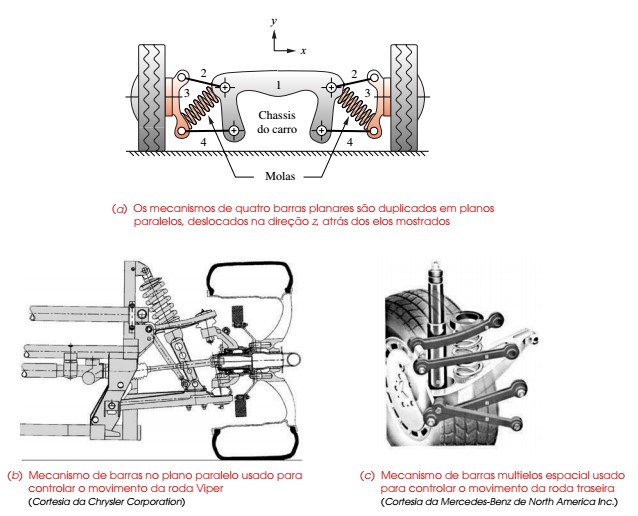 y
x
2
2
1
3
3
Chassis
do carro
4
4
Molas
(a) Os mecanismos de quatro barras planares são duplicados em planos
paralelos, deslocados na direção z, atrás dos elos mostrados
(b) Mecanismo de barras no plano paralelo usado para
controlar o movimento da roda Viper
(Cortesia da Chrysler Corporation)
(c) Mecanismo de barras multielos espacial usado
para controlar o movimento da roda traseira
(Cortesia da Mercedes-Benz de North America Inc.)